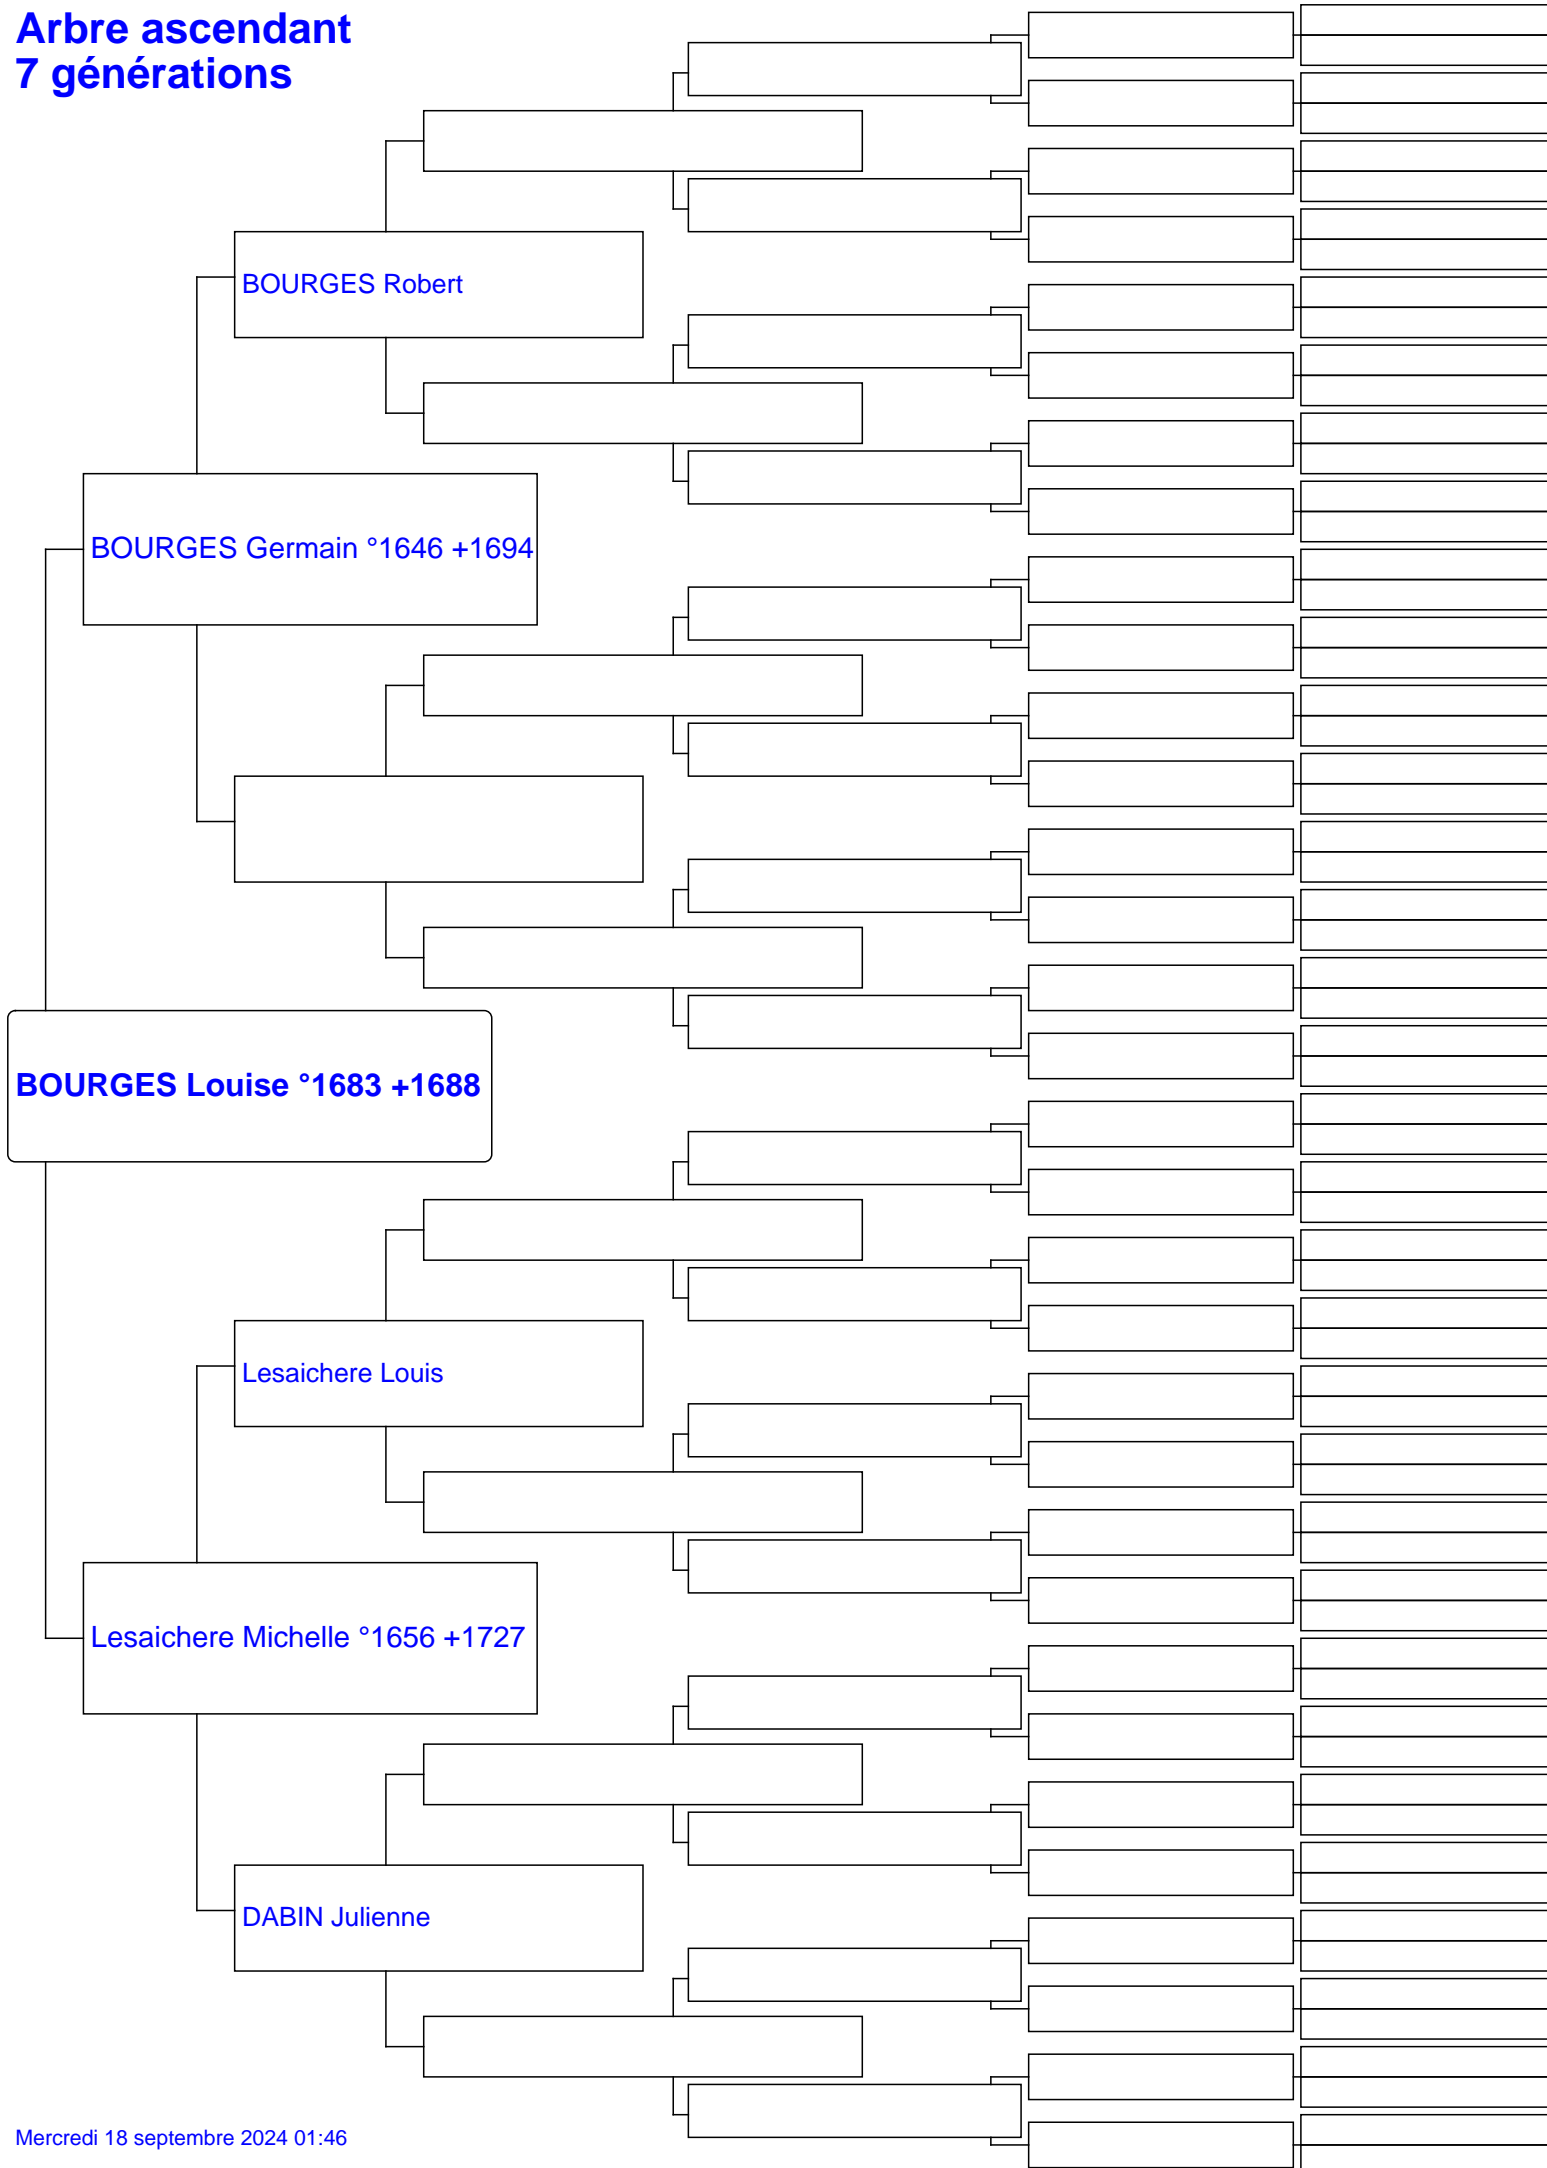 Arbre ascendant
7 générations
BOURGES Robert
BOURGES Germain °1646 +1694
BOURGES Louise °1683 +1688
Lesaichere Louis
Lesaichere Michelle °1656 +1727
DABIN Julienne
Mercredi 18 septembre 2024 01:46